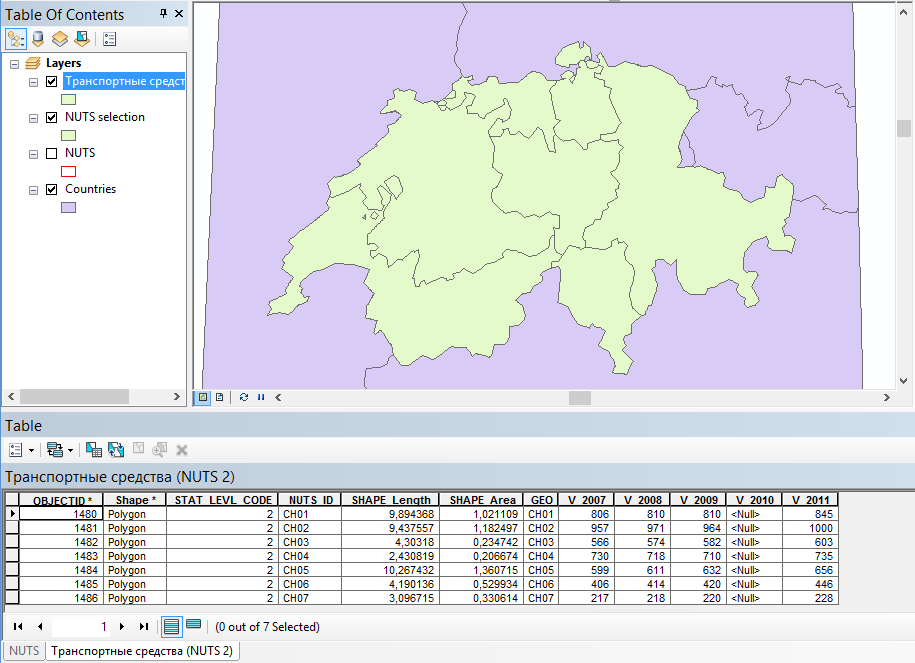 Table Of Contents
Layers
Транспортные средст
NUTS selection
NUTS
Countries
Table
Транспортные средства (NUTS 2)
OBJECTID * Shape * STAT_LEVL_CODE NUTS_ID SHAPE_Length SHAPE_Area GEO V_2007 V_2008 V_2009 V_2010 V_2011
1480 Polygon 2 CH01 9,894368 1,021109 CH01 806 810 810 <Null> 845
1481 Polygon 2 CH02 9,437557 1,182497 CH02 957 971 964 <Null> 1000
1482 Polygon 2 CH03 4,30318 0,234742 CH03 566 574 582 <Null> 603
1483 Polygon 2 CH04 2,430819 0,206674 CH04 730 718 710 <Null> 735
1484 Polygon 2 CH05 10,267432 1,360715 CH05 599 611 632 <Null> 656
1485 Polygon 2 CH06 4,190136 0,529934 CH06 406 414 420 <Null> 446
1486 Polygon 2 CH07 3,096715 0,330614 CH07 217 218 220 <Null> 228
1 (0 out of 7 Selected)
NUTS Транспортные средства (NUTS 2)